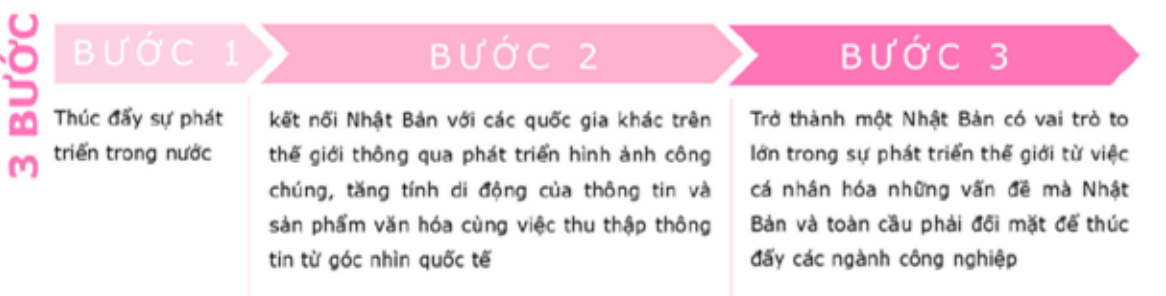 3 BƯỚC
BƯỚC 1
Thúc đẩy sự phát
triển trong nước
BƯỚC 2
kết nối Nhật Bản với các quốc gia khác trên
thế giới thông qua phát triển hình ảnh công
chúng, tăng tính di động của thông tin và
sản phẩm văn hóa cùng việc thu thập thông
tin từ góc nhìn quốc tế
BƯỚC 3
Trở thành một Nhật Bản có vai trò to
lớn trong sự phát triển thế giới từ việc
cá nhân hóa những vấn đề mà Nhật
Bản và toàn cầu phải đối mặt để thúc
đẩy các ngành công nghiệp